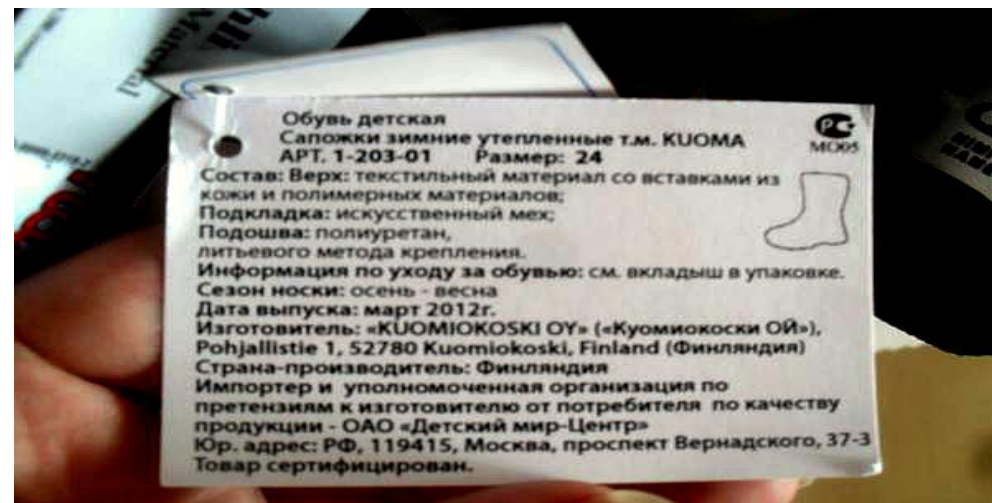 hli
Material
Обувь детская
Сапожки зимние утепленные т.м. KUOMA
АРТ. 1-203-01 Размер: 24
РС
МО05
Состав: Верх: текстильный материал со вставками из
кожи и полимерных материалов;
Подкладка: искусственный мех;
Подошва: полиуретан,
литьевого метода крепления.
Информация по уходу за обувью: см. вкладыш в упаковке.
Сезон носки: осень - весна
Дата выпуска: март 2012г.
Изготовитель: «KUOMIOKOSKI OY» («Куомиокоски ОЙ»),
Pohjallistie 1, 52780 Kuomiokoski, Finland (Финляндия)
Страна-производитель: Финляндия
Импортер и уполномоченная организация по
претензиям к изготовителю от потребителя по качеству
продукции - ОАО «Детский мир-Центр»
Юр. адрес: РФ, 119415, Москва, проспект Вернадского, 37-3
Товар сертифицирован.